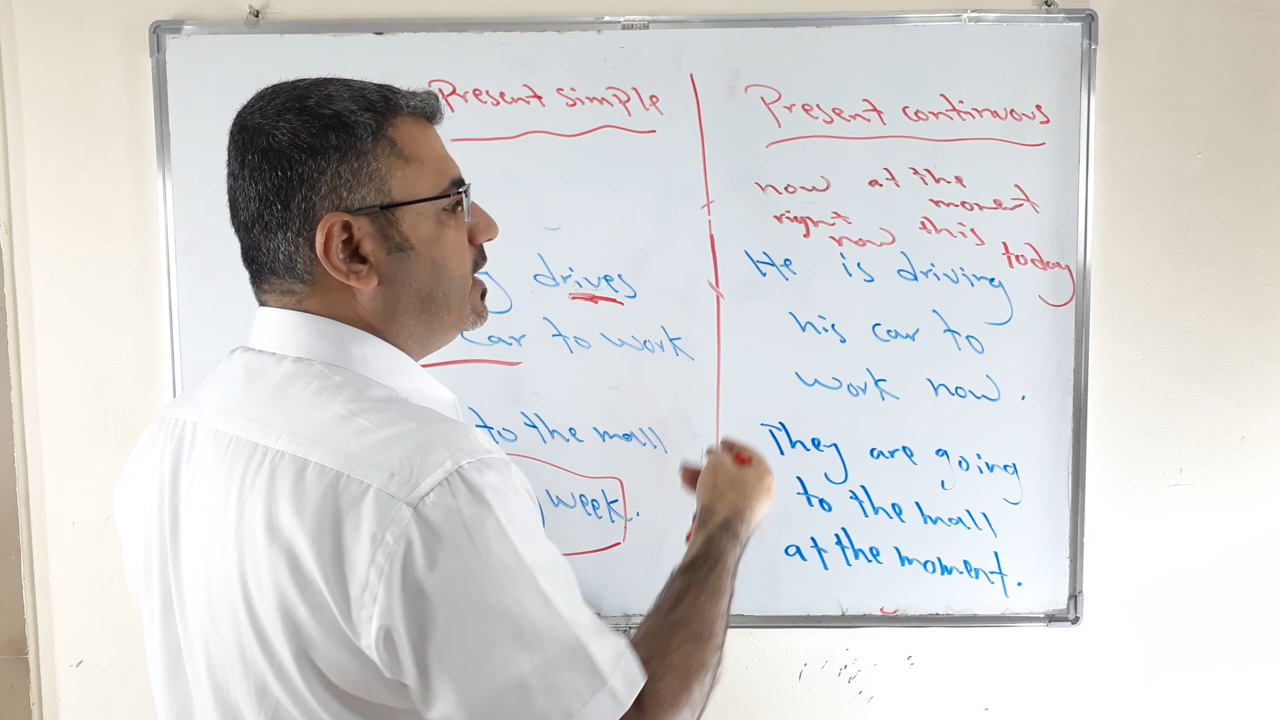 Present simple
drives
car to work
to the mall
week.
Present continuous
now at the moment
right now this today
He is driving
his car to
work now.
They are going
to the mall
at the moment.